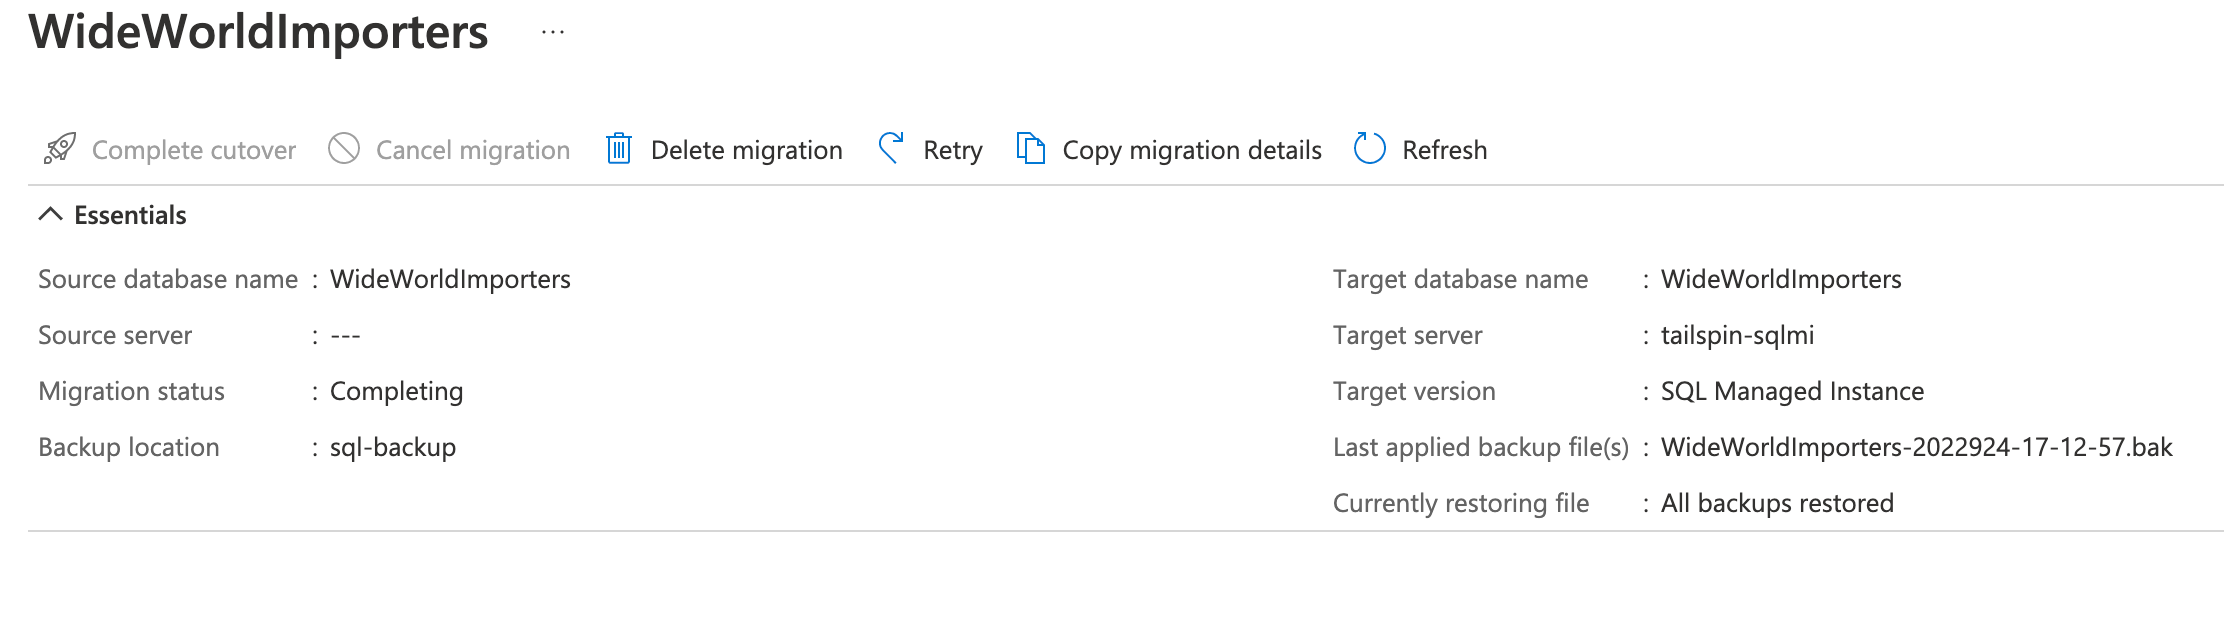 WideWorldImporters ...
Complete cutover Cancel migration Delete migration Retry Copy migration details Refresh
Essentials
Source database name : WideWorldImporters Target database name : WideWorldImporters
Source server : --- Target server : tailspin-sqlmi
Migration status : Completing Target version : SQL Managed Instance
Backup location : sql-backup Last applied backup file(s) : WideWorldImporters-2022924-17-12-57.bak
Currently restoring file : All backups restored